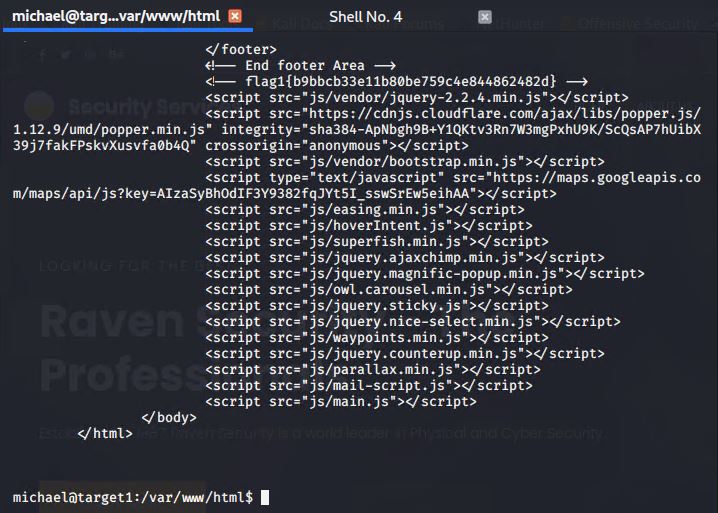 michael@targ...var/www/html
Shell No. 4
</footer>
<!-- End footer Area -->
<!-- flag1{b9bbcb33e11b80be759c4e844862482d} -->
<script src="js/vendor/jquery-2.2.4.min.js"></script>
<script src="https://cdnjs.cloudflare.com/ajax/libs/popper.js/
1.12.9/umd/popper.min.js" integrity="sha384-ApNbgh9B+Y1QKtv3Rn7W3mgPxhU9K/ScQsAP7hUibX
39j7fakFPskvXusvfa0b4Q" crossorigin="anonymous"></script>
<script src="js/vendor/bootstrap.min.js"></script>
<script type="text/javascript" src="https://maps.googleapis.co
m/maps/api/js?key=AIzaSyBhOdIF3Y9382fqJYt5I_sswSrEw5eihAA"></script>
<script src="js/easing.min.js"></script>
<script src="js/hoverIntent.js"></script>
<script src="js/superfish.min.js"></script>
<script src="js/jquery.ajaxchimp.min.js"></script>
<script src="js/jquery.magnific-popup.min.js"></script>
<script src="js/owl.carousel.min.js"></script>
<script src="js/jquery.sticky.js"></script>
<script src="js/jquery.nice-select.min.js"></script>
<script src="js/waypoints.min.js"></script>
<script src="js/jquery.counterup.min.js"></script>
<script src="js/parallax.min.js"></script>
<script src="js/mail-script.js"></script>
<script src="js/main.js"></script>
</body>
</html>
michael@target1:/var/www/html$